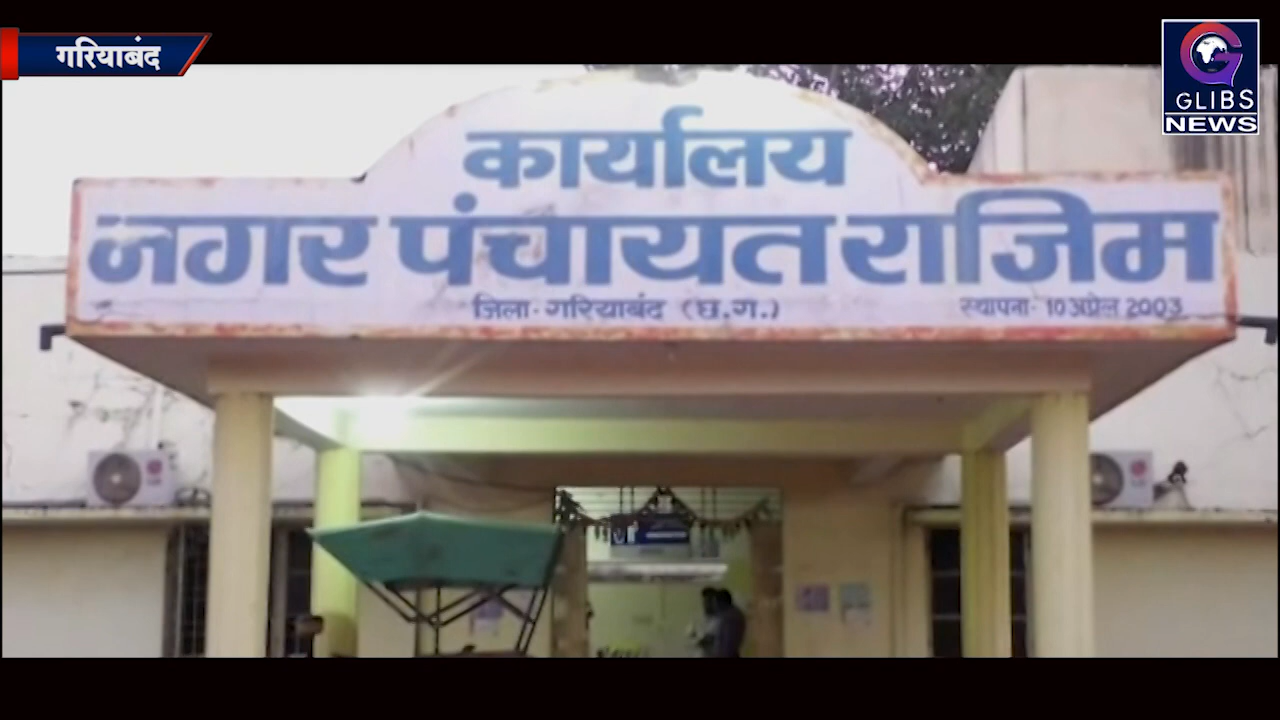 गरियाबंद
GLIBS
NEWS
कार्यालय
नगर पंचायत राजिम
जिला - गरियाबंद (छ.ग.)
स्थापना - 10 अप्रेल 2003